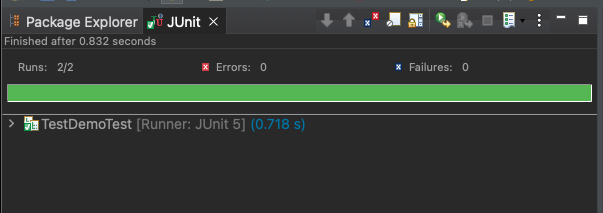 Package Explorer JUnit
Finished after 0.832 seconds
Runs: 2/2 Errors: 0 Failures: 0
TestDemoTest [Runner: JUnit 5] (0.718 s)